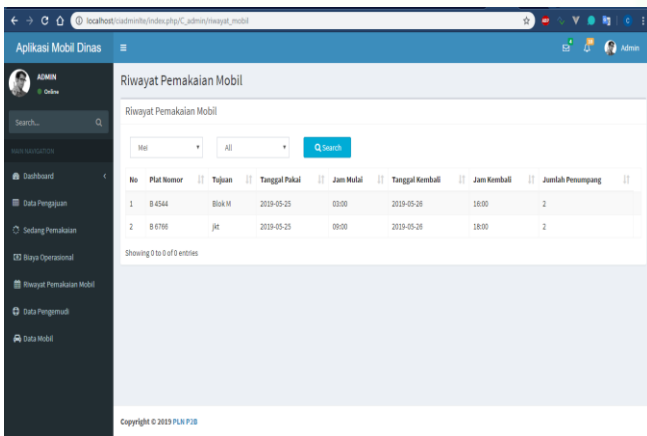 localhost/ciadminlte/index.php/C_admin/riwayat_mobil
Aplikasi Mobil Dinas
Admin
ADMIN
Online
Riwayat Pemakaian Mobil
Riwayat Pemakaian Mobil
Search...
MAIN NAVIGATION
Mei All Search
Dashboard
Data Pengajuan
Sedang Pemakaian
Biaya Operasional
Riwayat Pemakaian Mobil
Data Pengemudi
Data Mobil
No Plat Nomor Tujuan Tanggal Pakai Jam Mulai Tanggal Kembali Jam Kembali Jumlah Penumpang
1 B 4544 Blok M 2019-05-25 03:00 2019-05-26 16:00 2
2 B 6766 jkt 2019-05-25 09:00 2019-05-26 18:00 2
Showing 0 to 0 of 0 entries
Copyright © 2019 PLN P2B